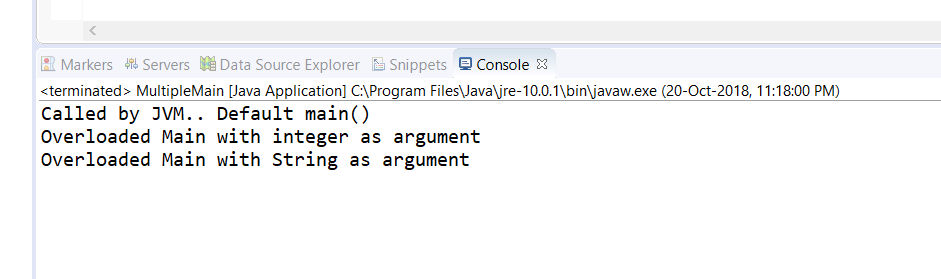 Markers Servers Data Source Explorer Snippets Console
<terminated> MultipleMain [Java Application] C:\Program Files\Java\jre-10.0.1\bin\javaw.exe (20-Oct-2018, 11:18:00 PM)
Called by JVM.. Default main()
Overloaded Main with integer as argument
Overloaded Main with String as argument